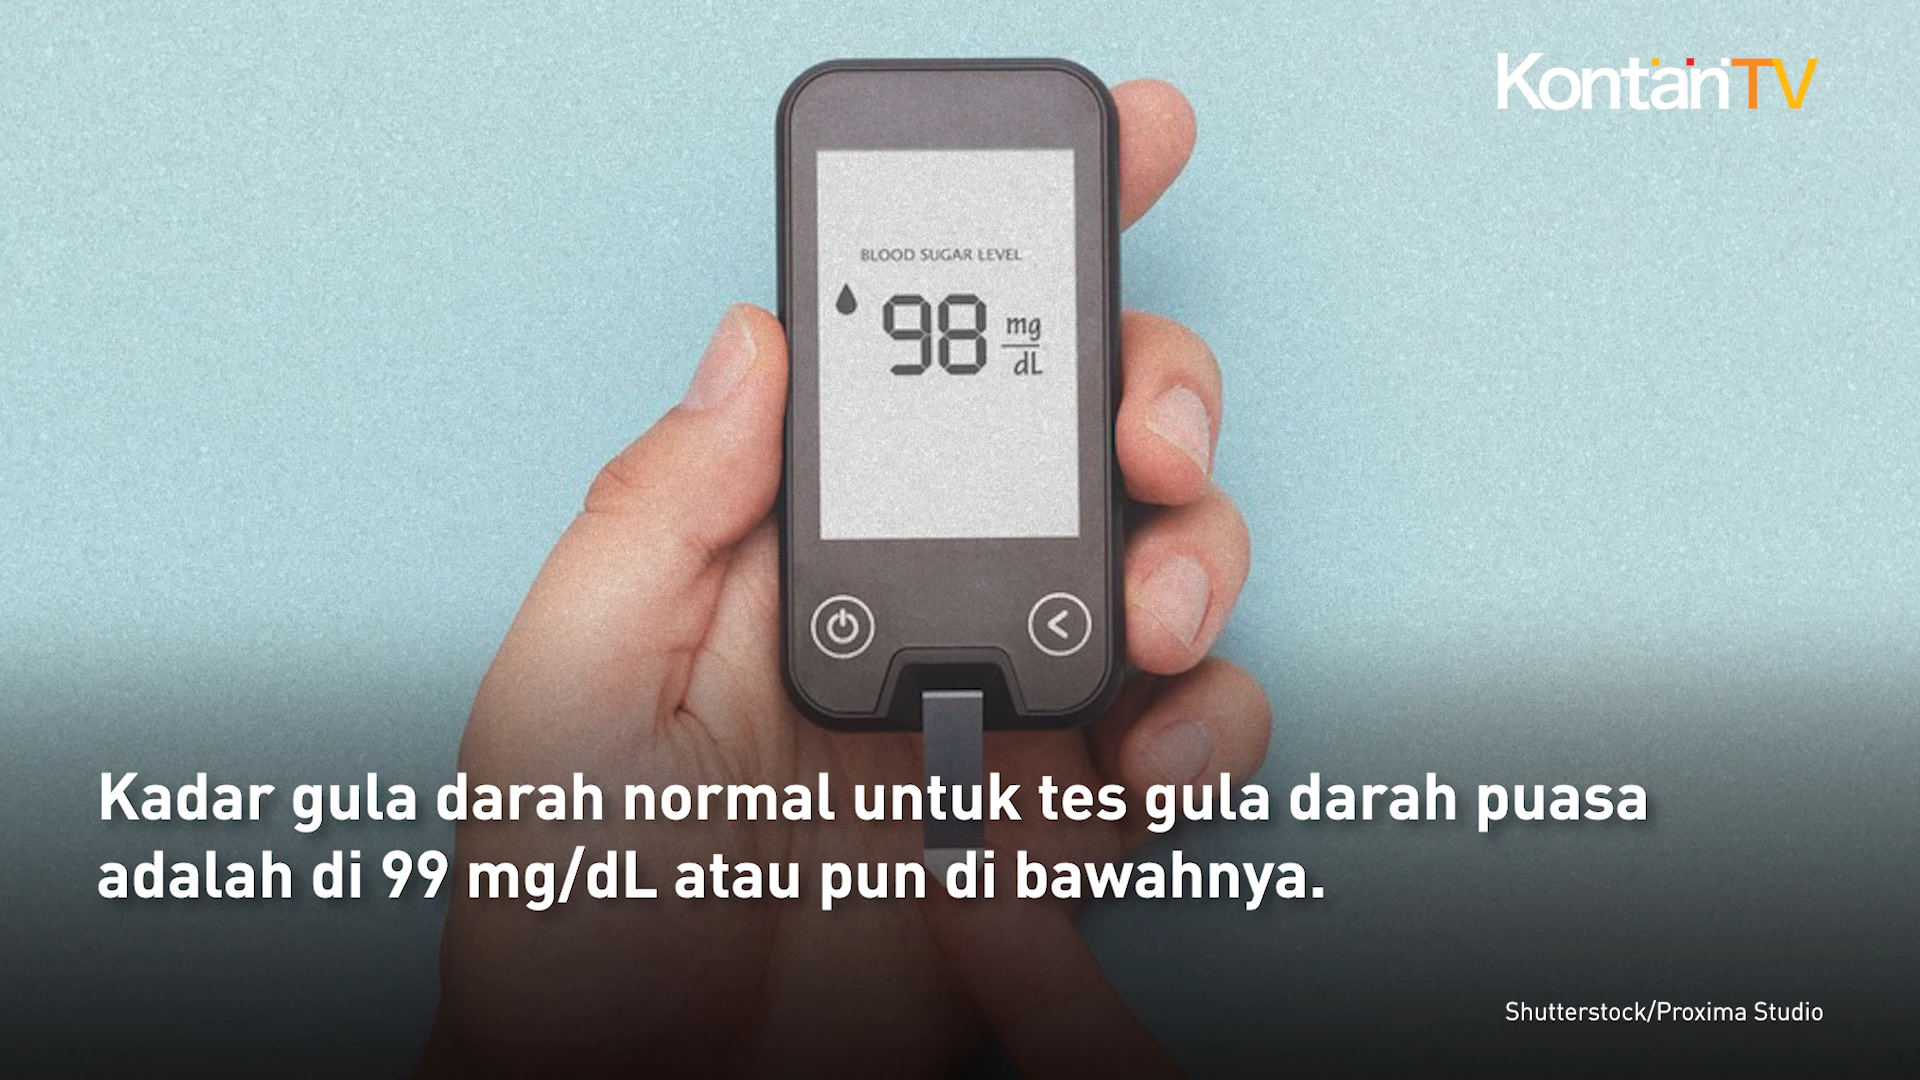 KontanTV
BLOOD SUGAR LEVEL
98 mg/dL
Kadar gula darah normal untuk tes gula darah puasa
adalah di 99 mg/dL atau pun di bawahnya.
Shutterstock/Proxima Studio